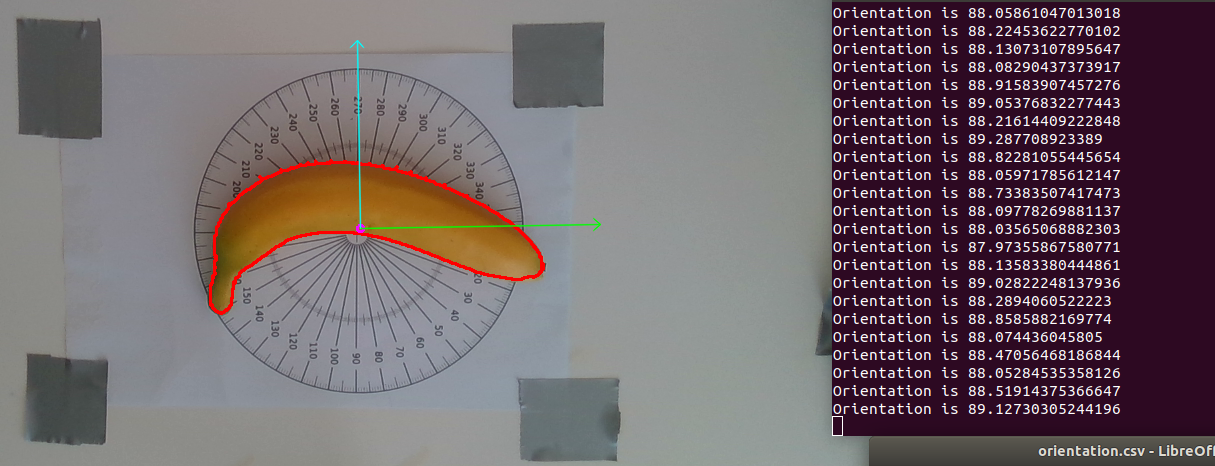 270
260
280
250
290
240
300
230
310
220
320
210
330
200
340
20
150
30
140
40
130
50
120
60
110
70
100
80
90
Orientation is 88.05861047013018
Orientation is 88.22453622770102
Orientation is 88.13073107895647
Orientation is 88.08290437373917
Orientation is 88.91583907457276
Orientation is 89.05376832277443
Orientation is 88.21614409222848
Orientation is 89.287708923389
Orientation is 88.82281055445654
Orientation is 88.05971785612147
Orientation is 88.73383507417473
Orientation is 88.09778269881137
Orientation is 88.03565068882303
Orientation is 87.97355867580771
Orientation is 88.13583380444861
Orientation is 89.02822248137936
Orientation is 88.2894060522223
Orientation is 88.8585882169774
Orientation is 88.074436045805
Orientation is 88.47056468186844
Orientation is 88.05284535358126
Orientation is 88.51914375366647
Orientation is 89.12730305244196
orientation.csv - LibreOff